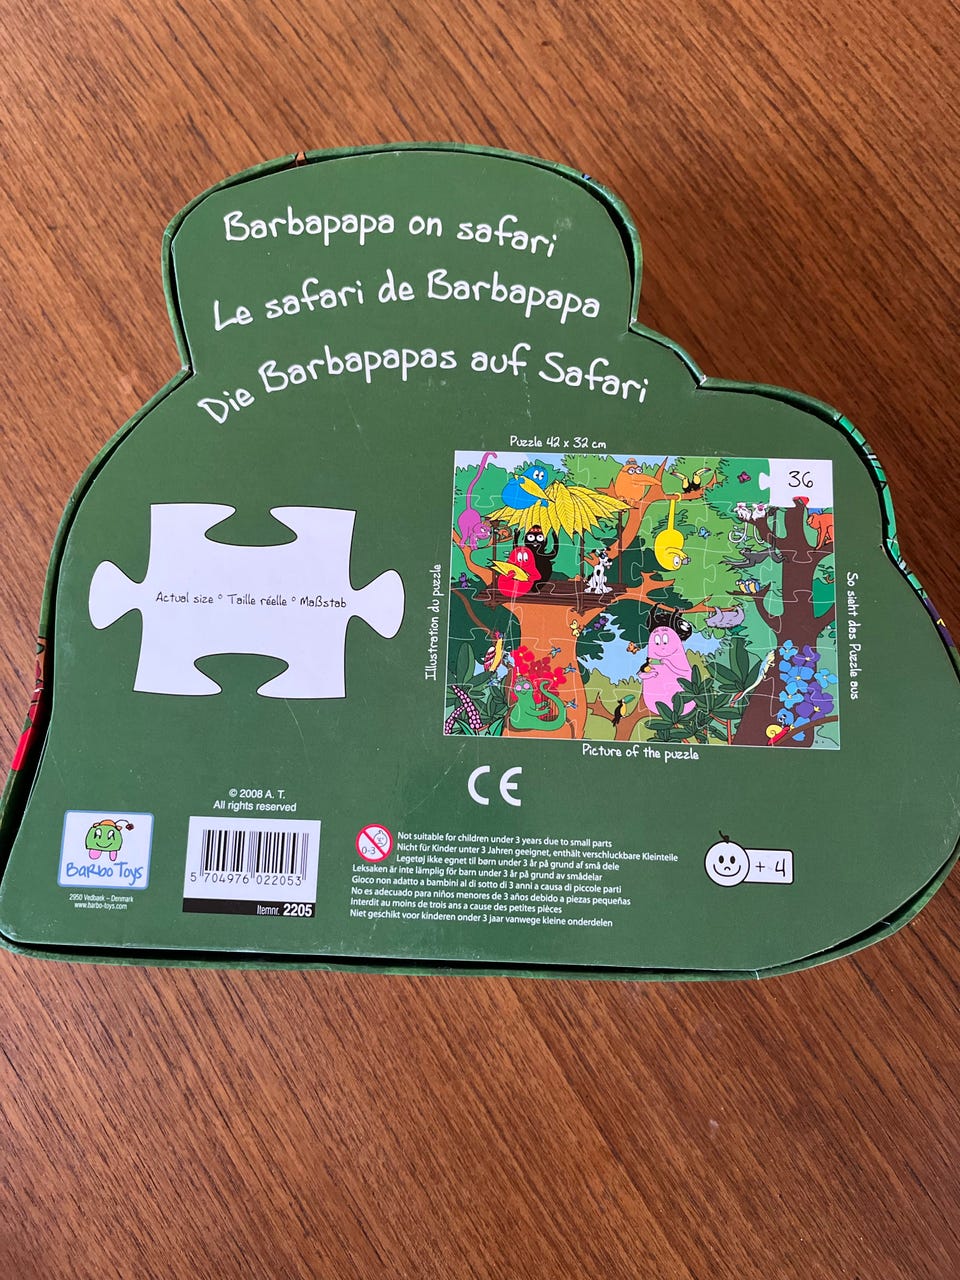 Barbapapa on safari
Le safari de Barbapapa
Die Barbapapas auf Safari
Puzzle 42 x 32 cm
36
Actual size ° Taille réelle ° Maßstab
Illustration du puzzle
So sieht das Puzzle aus
Picture of the puzzle
CE
© 2008 A. T.
All rights reserved
BARBO TOYS
2950 Vedbæk – Denmark
www.barbo-toys.com
5 704976 022053
Itemnr. 2205
0-3
Not suitable for children under 3 years due to small parts
Nicht für Kinder unter 3 Jahren geeignet, enthält verschluckbare Kleinteile
Legetøj ikke egnet til børn under 3 år på grund af små dele
Leksaken är inte lämplig för barn under 3 år på grund av smådelar
Gioco non adatto a bambini al di sotto di 3 anni a causa di piccole parti
No es adecuado para niños menores de 3 años debido a piezas pequeñas
Interdit au moins de trois ans a cause des petites pièces
Niet geschikt voor kinderen onder 3 jaar vanwege kleine onderdelen
+ 4